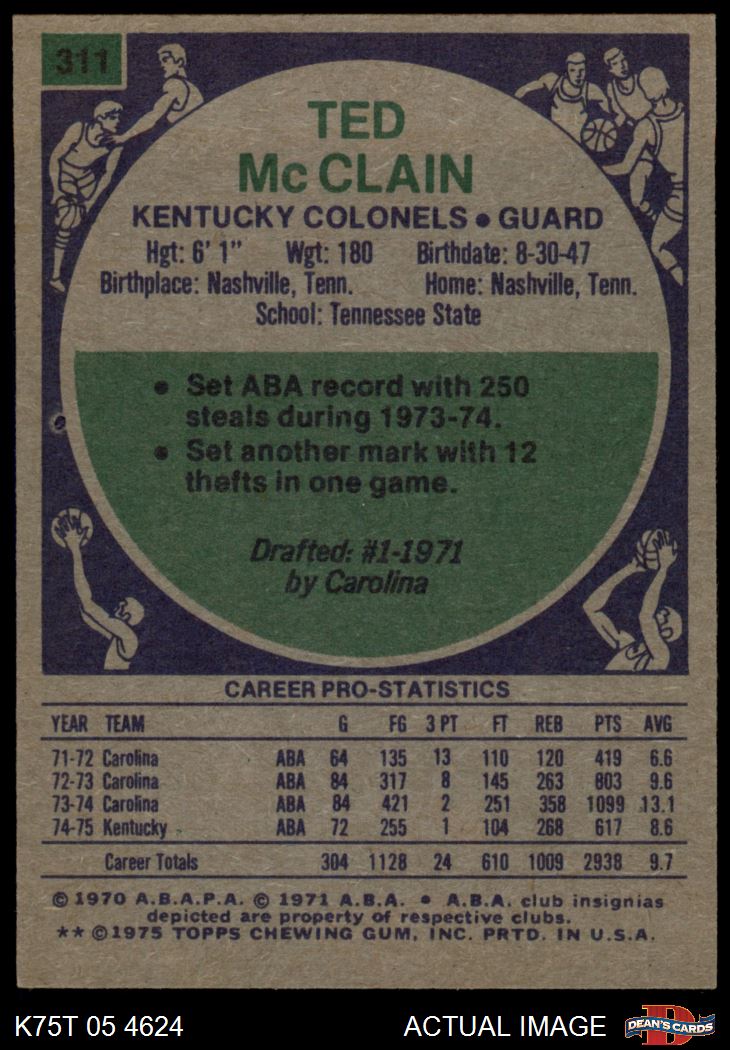 311
TED
Mc CLAIN
KENTUCKY COLONELS • GUARD
Hgt: 6' 1" Wgt: 180 Birthdate: 8-30-47
Birthplace: Nashville, Tenn. Home: Nashville, Tenn.
School: Tennessee State
• Set ABA record with 250
steals during 1973-74.
• Set another mark with 12
thefts in one game.
Drafted: #1-1971
by Carolina
CAREER PRO-STATISTICS
YEAR TEAM G FG 3 PT FT REB PTS AVG
71-72 Carolina ABA 64 135 13 110 120 419 6.6
72-73 Carolina ABA 84 317 8 145 263 803 9.6
73-74 Carolina ABA 84 421 2 251 358 1099 13.1
74-75 Kentucky ABA 72 255 1 104 268 617 8.6
Career Totals 304 1128 24 610 1009 2938 9.7
© 1970 A.B.A.P.A. © 1971 A.B.A. • A.B.A. club insignias
depicted are property of respective clubs.
** ©1975 TOPPS CHEWING GUM, INC. PRTD. IN U.S.A.
K75T 05 4624 ACTUAL IMAGE D DEAN'S CARDS